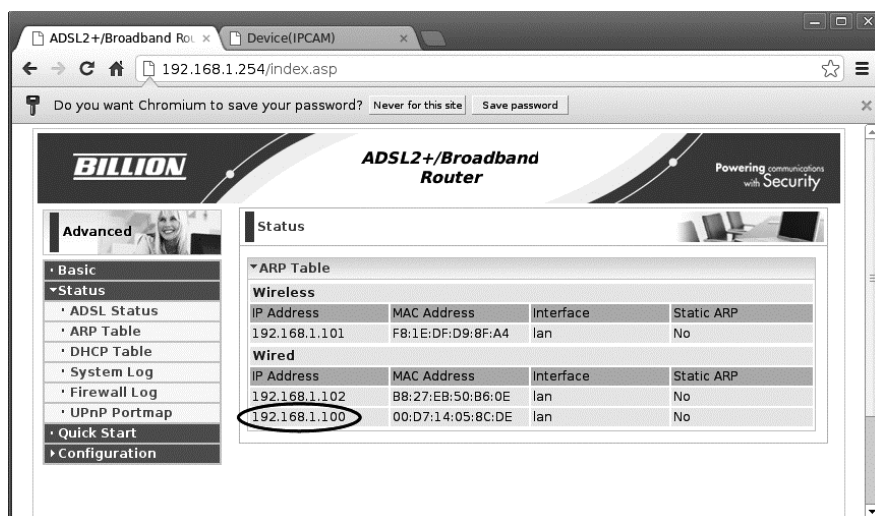 ADSL2+/Broadband Rou
Device(IPCAM)
192.168.1.254/index.asp
Do you want Chromium to save your password? Never for this site Save password
BILLION
ADSL2+/Broadband
Router
Powering communications
with Security
Advanced
Status
Basic
Status
ADSL Status
ARP Table
DHCP Table
System Log
Firewall Log
UPnP Portmap
Quick Start
Configuration
ARP Table
Wireless
IP Address MAC Address Interface Static ARP
192.168.1.101 F8:1E:DF:D9:8F:A4 lan No
Wired
IP Address MAC Address Interface Static ARP
192.168.1.102 B8:27:EB:50:B6:0E lan No
192.168.1.100 00:D7:14:05:8C:DE lan No